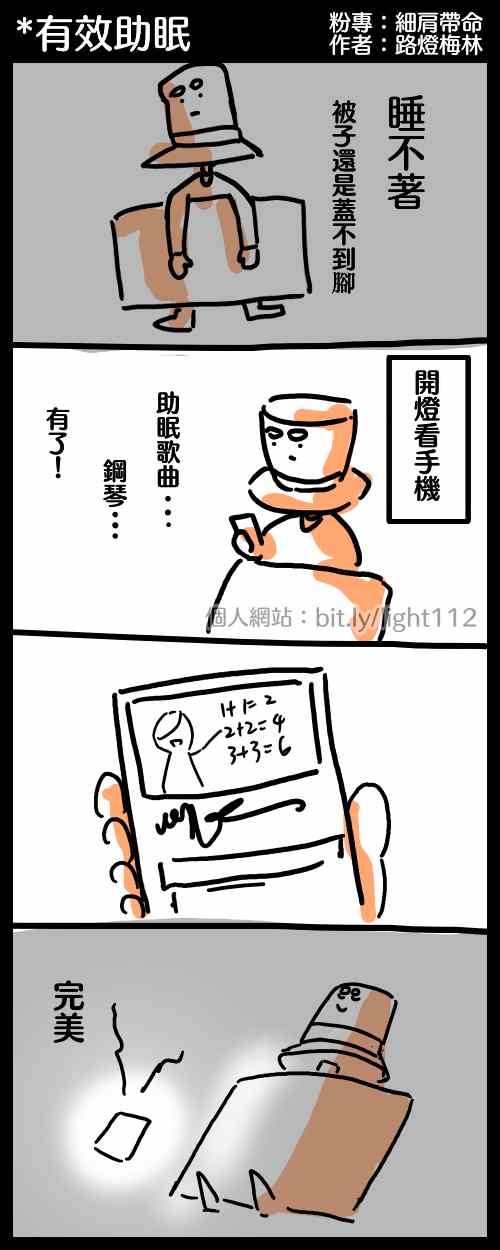 *有效助眠
粉專：細肩帶命
作者：路燈梅林
睡不著
被子還是蓋不到腳
開燈看手機
助眠歌曲...
鋼琴...
有了！
個人網站：bit.ly/light112
1+1=2
2+2=4
3+3=6
完美